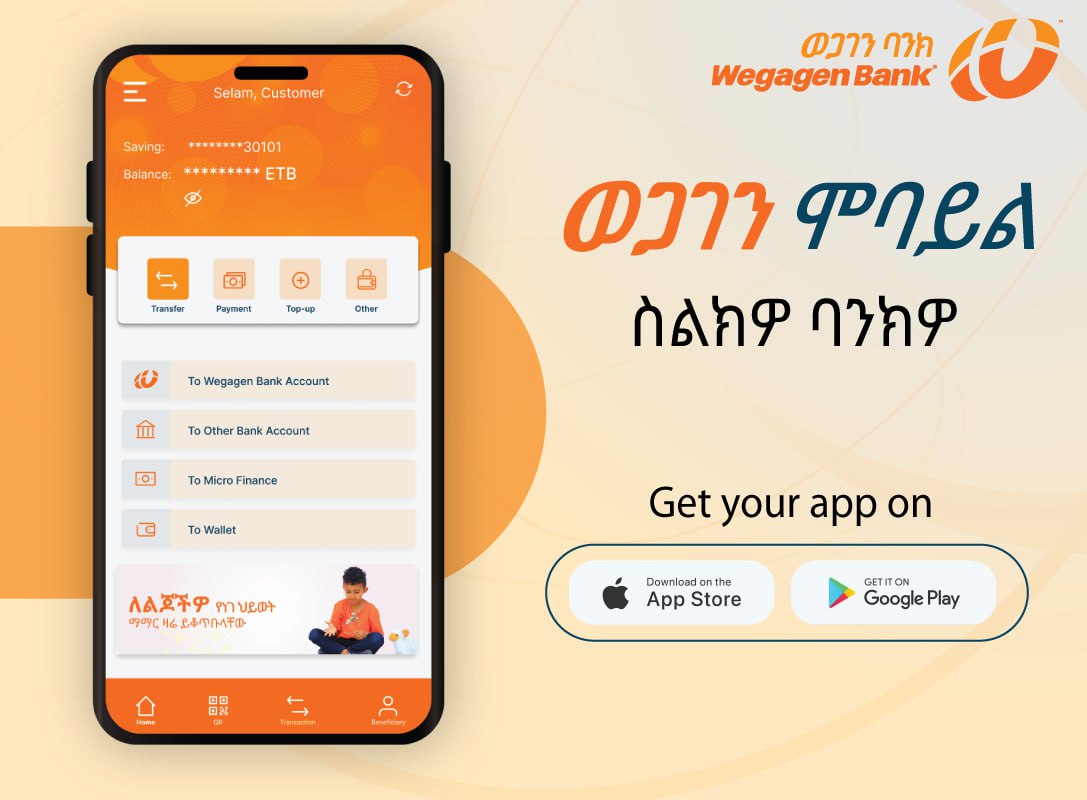 ወጋገን ባንክ
Wegagen Bank
ወጋገን ሞባይል
ስልክዎ ባንክዎ
Get your app on
Download on the
App Store
GET IT ON
Google Play
Selam, Customer
Saving: ********30101
Balance: ********* ETB
Transfer Payment Top-up Other
To Wegagen Bank Account
To Other Bank Account
To Micro Finance
To Wallet
ለልጆችዎ የነገ ህይወት
ማማር ዛሬ ይቆጥቡላቸው
Home QR Transaction Beneficiary